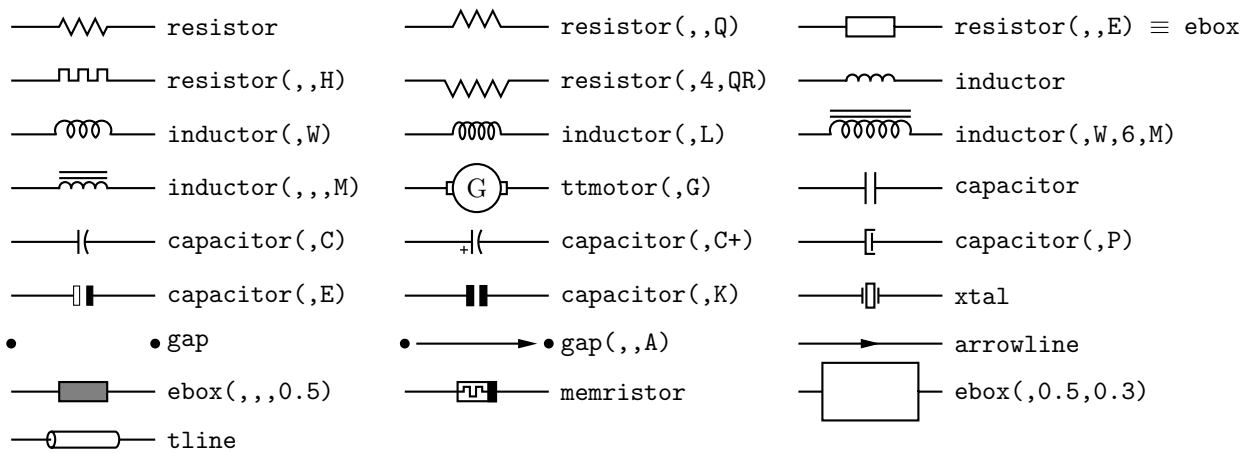 resistor resistor(,,Q) resistor(,,E) ≡ ebox
resistor(,,H) resistor(,4,QR) inductor
inductor(,W) inductor(,L) inductor(,W,6,M)
inductor(,,,M) G ttmotor(,G) capacitor
capacitor(,C) + capacitor(,C+) capacitor(,P)
capacitor(,E) capacitor(,K) xtal
gap gap(,,A) arrowline
ebox(,,,0.5) memristor ebox(,0.5,0.3)
tline